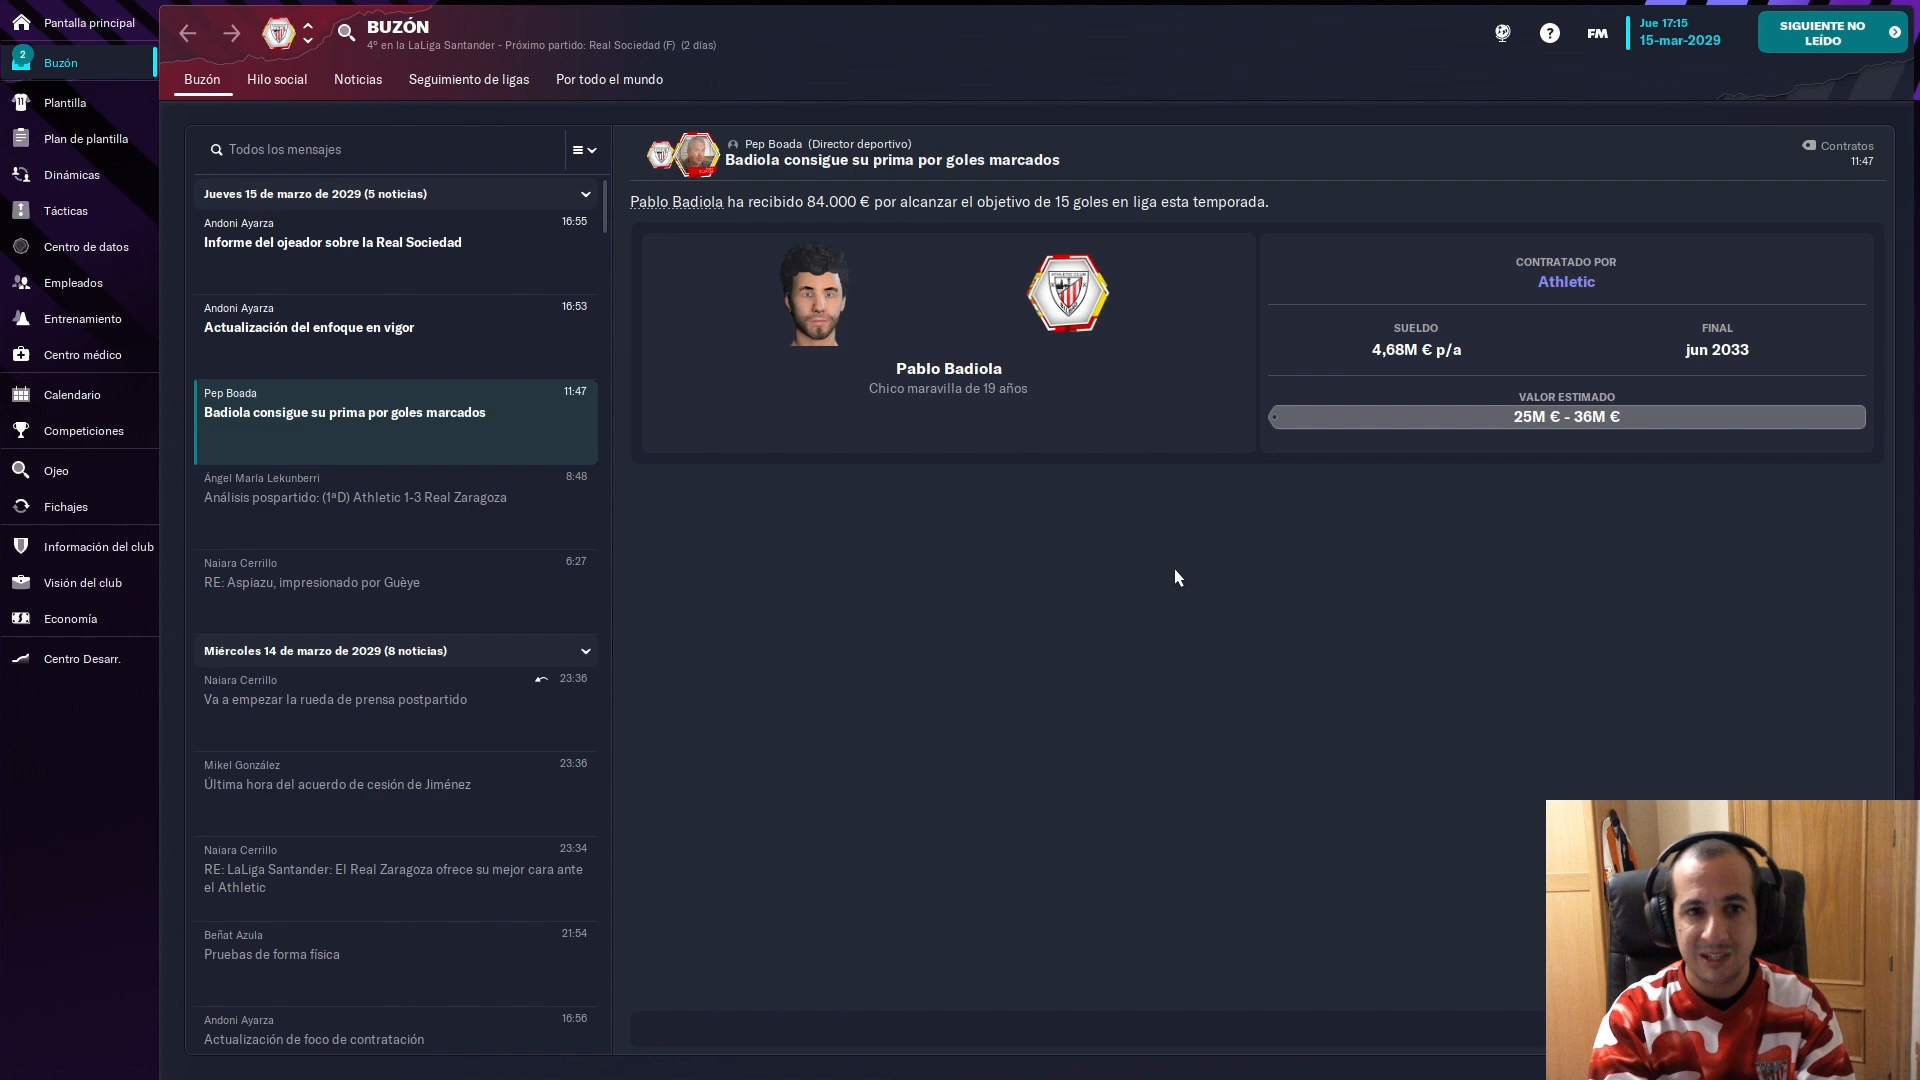 Pantalla principal
2
Buzón
Plantilla
Plan de plantilla
Dinámicas
Tácticas
Centro de datos
Empleados
Entrenamiento
Centro médico
Calendario
Competiciones
Ojeo
Fichajes
Información del club
Visión del club
Economía
Centro Desarr.
BUZÓN
4º en la LaLiga Santander - Próximo partido: Real Sociedad (F) (2 días)
FM
Jue 17:15
15-mar-2029
SIGUIENTE NO LEÍDO
Buzón
Hilo social
Noticias
Seguimiento de ligas
Por todo el mundo
Todos los mensajes
Jueves 15 de marzo de 2029 (5 noticias)
Andoni Ayarza 16:55
Informe del ojeador sobre la Real Sociedad
Andoni Ayarza 16:53
Actualización del enfoque en vigor
Pep Boada 11:47
Badiola consigue su prima por goles marcados
Ángel María Lekunberri 8:48
Análisis pospartido: (1ªD) Athletic 1-3 Real Zaragoza
Naiara Cerrillo 6:27
RE: Aspiazu, impresionado por Guèye
Miércoles 14 de marzo de 2029 (8 noticias)
Naiara Cerrillo 23:36
Va a empezar la rueda de prensa postpartido
Mikel González 23:36
Última hora del acuerdo de cesión de Jiménez
Naiara Cerrillo 23:34
RE: LaLiga Santander: El Real Zaragoza ofrece su mejor cara ante
el Athletic
Beñat Azula 21:54
Pruebas de forma física
Andoni Ayarza 16:56
Actualización de foco de contratación
Pep Boada (Director deportivo)
Badiola consigue su prima por goles marcados
Contratos
11:47
Pablo Badiola ha recibido 84.000 € por alcanzar el objetivo de 15 goles en liga esta temporada.
Pablo Badiola
Chico maravilla de 19 años
CONTRATADO POR
Athletic
SUELDO
4,68M € p/a
FINAL
jun 2033
VALOR ESTIMADO
25M € - 36M €